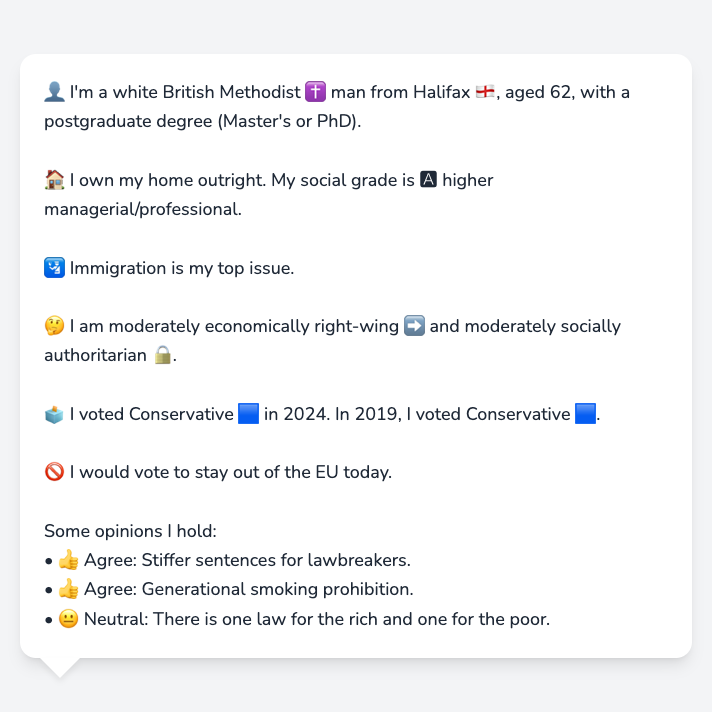 👤 I'm a white British Methodist ✝️ man from Halifax 🏴󠁧󠁢󠁥󠁮󠁧󠁿, aged 62, with a
postgraduate degree (Master's or PhD).
🏠 I own my home outright. My social grade is 🅰 higher
managerial/professional.
🛂 Immigration is my top issue.
🤔 I am moderately economically right-wing ➡️ and moderately socially
authoritarian 🔒.
🗳️ I voted Conservative 🟦 in 2024. In 2019, I voted Conservative 🟦.
🚫 I would vote to stay out of the EU today.
Some opinions I hold:
• 👍 Agree: Stiffer sentences for lawbreakers.
• 👍 Agree: Generational smoking prohibition.
• 😐 Neutral: There is one law for the rich and one for the poor.